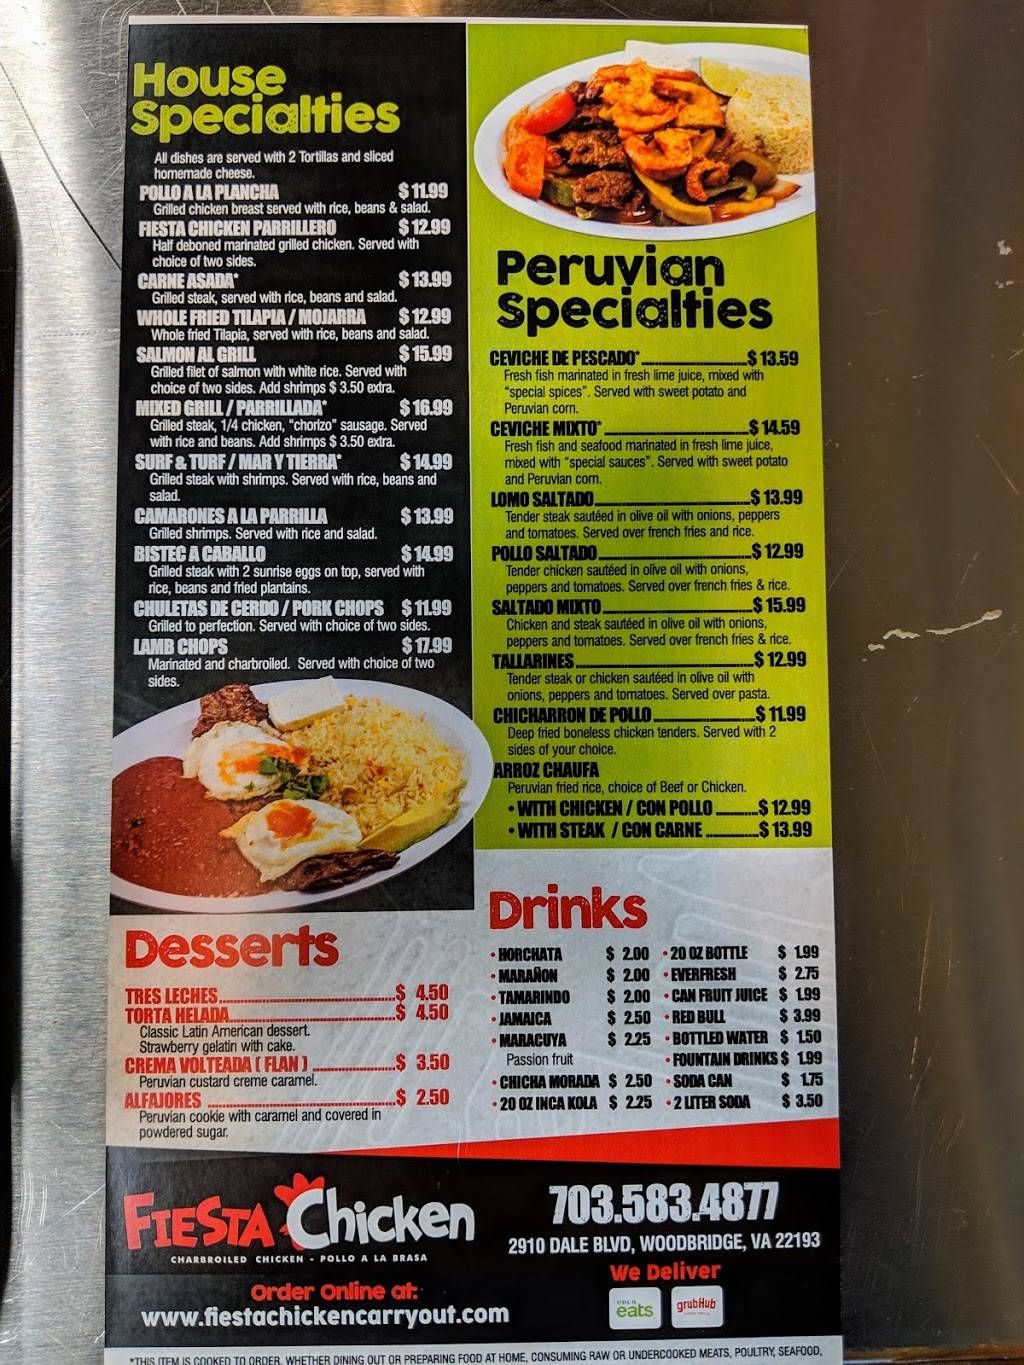 House
Specialties
All dishes are served with 2 Tortillas and sliced
homemade cheese.
POLLO A LA PLANCHA $ 11.99
Grilled chicken breast served with rice, beans & salad.
FIESTA CHICKEN PARRILLERO $ 12.99
Half deboned marinated grilled chicken. Served with
choice of two sides.
CARNE ASADA* $ 13.99
Grilled steak, served with rice, beans and salad.
WHOLE FRIED TILAPIA / MOJARRA $ 12.99
Whole fried Tilapia, served with rice, beans and salad.
SALMON AL GRILL $ 15.99
Grilled filet of salmon with white rice. Served with
choice of two sides. Add shrimps $ 3.50 extra.
MIXED GRILL / PARRILLADA* $ 16.99
Grilled steak, 1/4 chicken, "chorizo" sausage. Served
with rice and beans. Add shrimps $ 3.50 extra.
SURF & TURF / MAR Y TIERRA* $ 14.99
Grilled steak with shrimps. Served with rice, beans and
salad.
CAMARONES A LA PARRILLA $ 13.99
Grilled shrimps. Served with rice and salad.
BISTEC A CABALLO $ 14.99
Grilled steak with 2 sunrise eggs on top, served with
rice, beans and fried plantains.
CHULETAS DE CERDO / PORK CHOPS $ 11.99
Grilled to perfection. Served with choice of two sides.
LAMB CHOPS $ 17.99
Marinated and charbroiled. Served with choice of two
sides.
Peruvian
Specialties
CEVICHE DE PESCADO* $ 13.59
Fresh fish marinated in fresh lime juice, mixed with
"special spices". Served with sweet potato and
Peruvian corn.
CEVICHE MIXTO* $ 14.59
Fresh fish and seafood marinated in fresh lime juice,
mixed with "special sauces". Served with sweet potato
and Peruvian corn.
LOMO SALTADO $ 13.99
Tender steak sautéed in olive oil with onions, peppers
and tomatoes. Served over french fries and rice.
POLLO SALTADO $ 12.99
Tender chicken sautéed in olive oil with onions,
peppers and tomatoes. Served over french fries & rice.
SALTADO MIXTO $ 15.99
Chicken and steak sautéed in olive oil with onions,
peppers and tomatoes. Served over french fries & rice.
TALLARINES $ 12.99
Tender steak or chicken sautéed in olive oil with
onions, peppers and tomatoes. Served over pasta.
CHICHARRON DE POLLO $ 11.99
Deep fried boneless chicken tenders. Served with 2
sides of your choice.
ARROZ CHAUFA
Peruvian fried rice, choice of Beef or Chicken.
• WITH CHICKEN / CON POLLO $ 12.99
• WITH STEAK / CON CARNE $ 13.99
Desserts
TRES LECHES $ 4.50
TORTA HELADA $ 4.50
Classic Latin American dessert.
Strawberry gelatin with cake.
CREMA VOLTEADA ( FLAN ) $ 3.50
Peruvian custard creme caramel.
ALFAJORES $ 2.50
Peruvian cookie with caramel and covered in
powdered sugar.
Drinks
• HORCHATA $ 2.00
• MARAÑON $ 2.00
• TAMARINDO $ 2.00
• JAMAICA $ 2.50
• MARACUYA $ 2.25
Passion fruit
• CHICHA MORADA $ 2.50
• 20 OZ INCA KOLA $ 2.25
• 20 OZ BOTTLE $ 1.99
• EVERFRESH $ 2.75
• CAN FRUIT JUICE $ 1.99
• RED BULL $ 3.99
• BOTTLED WATER $ 1.50
• FOUNTAIN DRINKS $ 1.99
• SODA CAN $ 1.75
• 2 LITER SODA $ 3.50
FIESTA Chicken
CHARBROILED CHICKEN - POLLO A LA BRASA
Order Online at:
www.fiestachickencarryout.com
703.583.4877
2910 DALE BLVD, WOODBRIDGE, VA 22193
We Deliver
UBER
eats
grubHub
*THIS ITEM IS COOKED TO ORDER. WHETHER DINING OUT OR PREPARING FOOD AT HOME, CONSUMING RAW OR UNDERCOOKED MEATS, POULTRY, SEAFOOD,